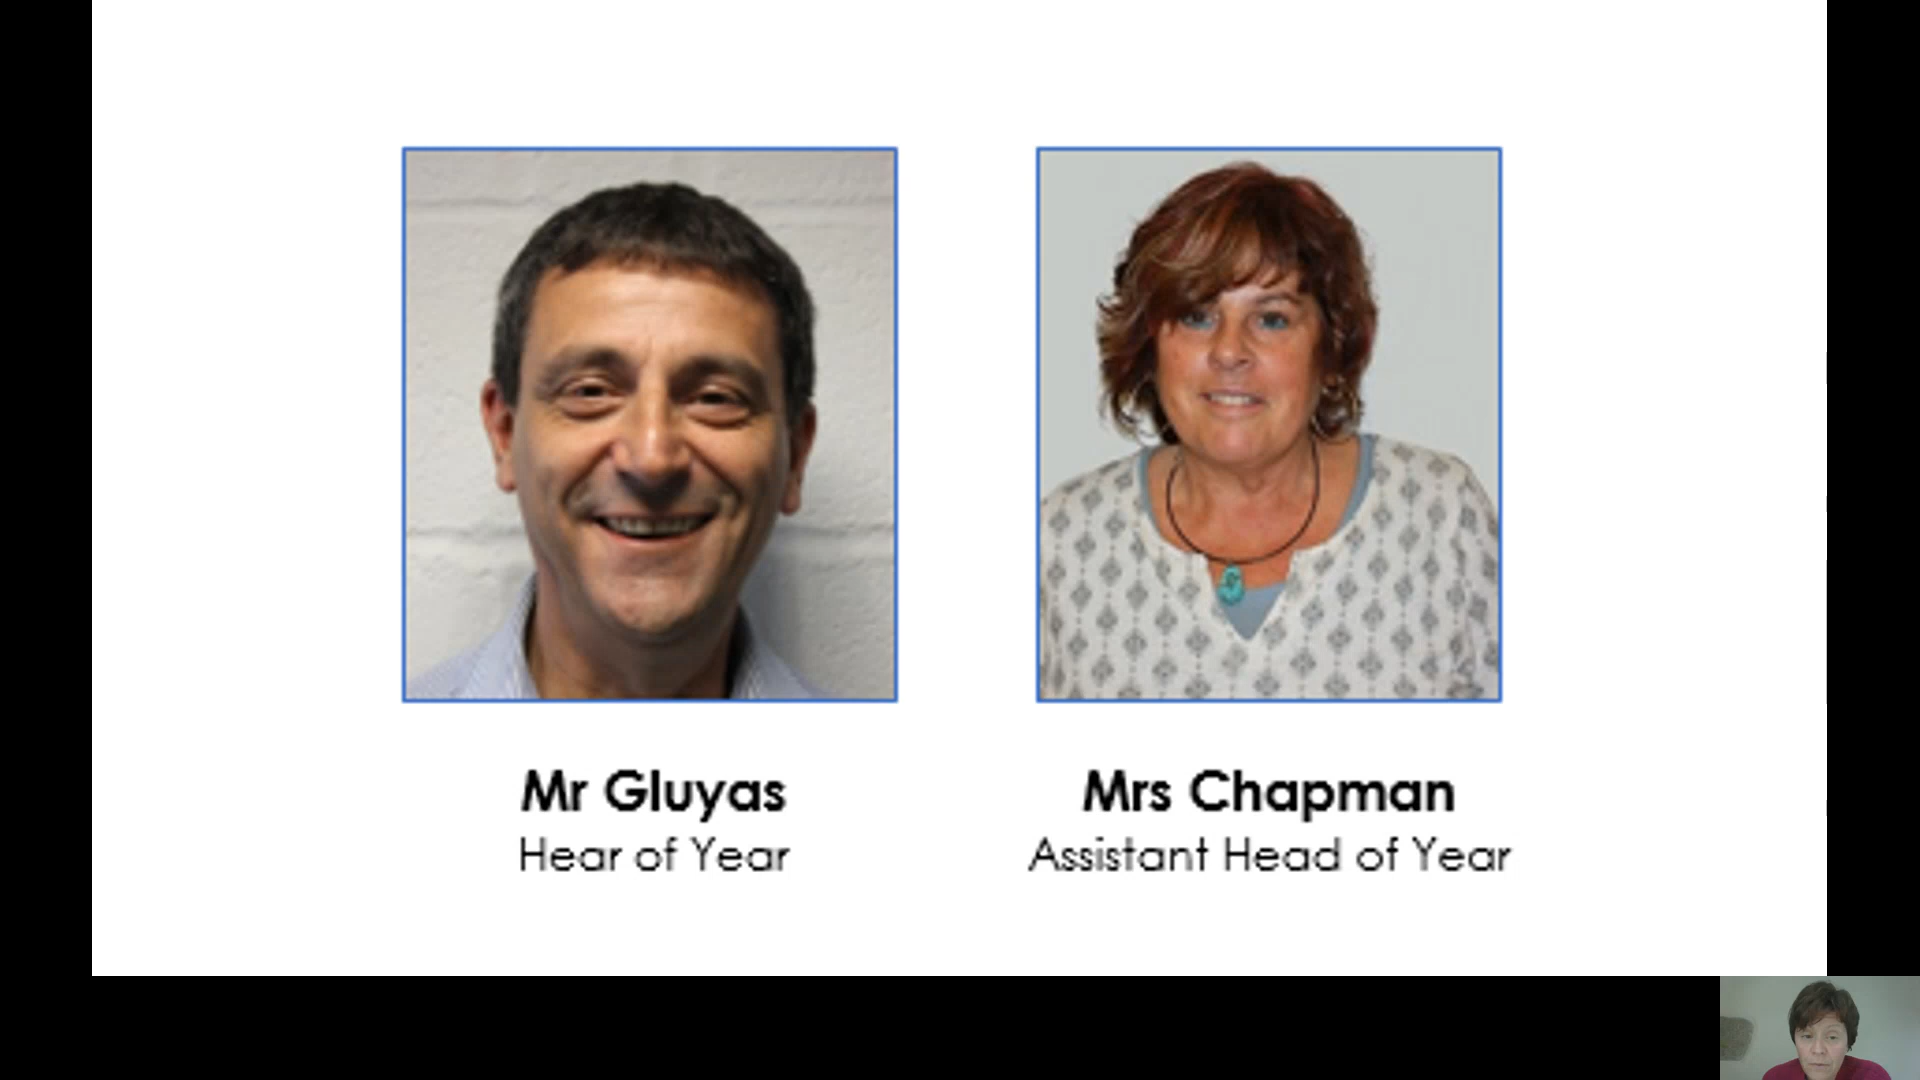 Mr Gluyas
Hear of Year
Mrs Chapman
Assistant Head of Year